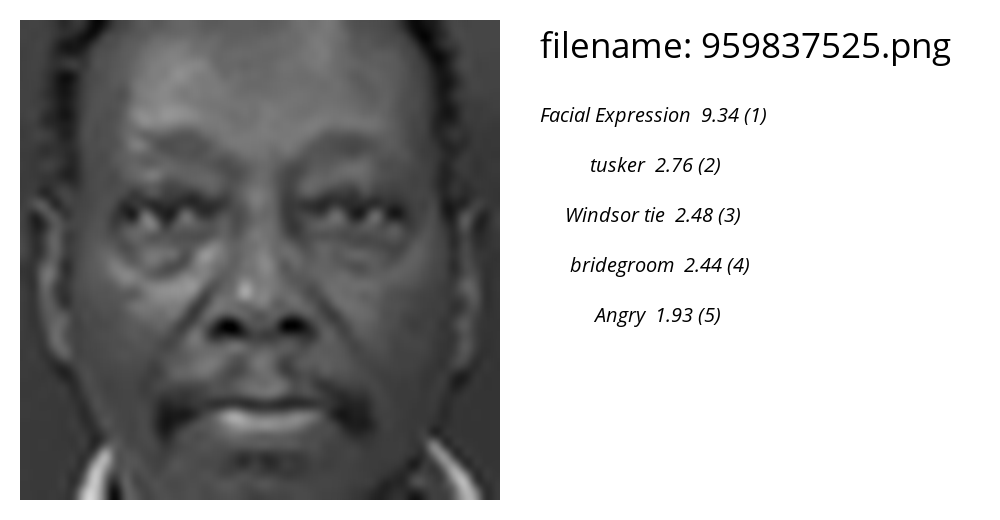 filename: 959837525.png
Facial Expression 9.34 (1)
tusker 2.76 (2)
Windsor tie 2.48 (3)
bridegroom 2.44 (4)
Angry 1.93 (5)